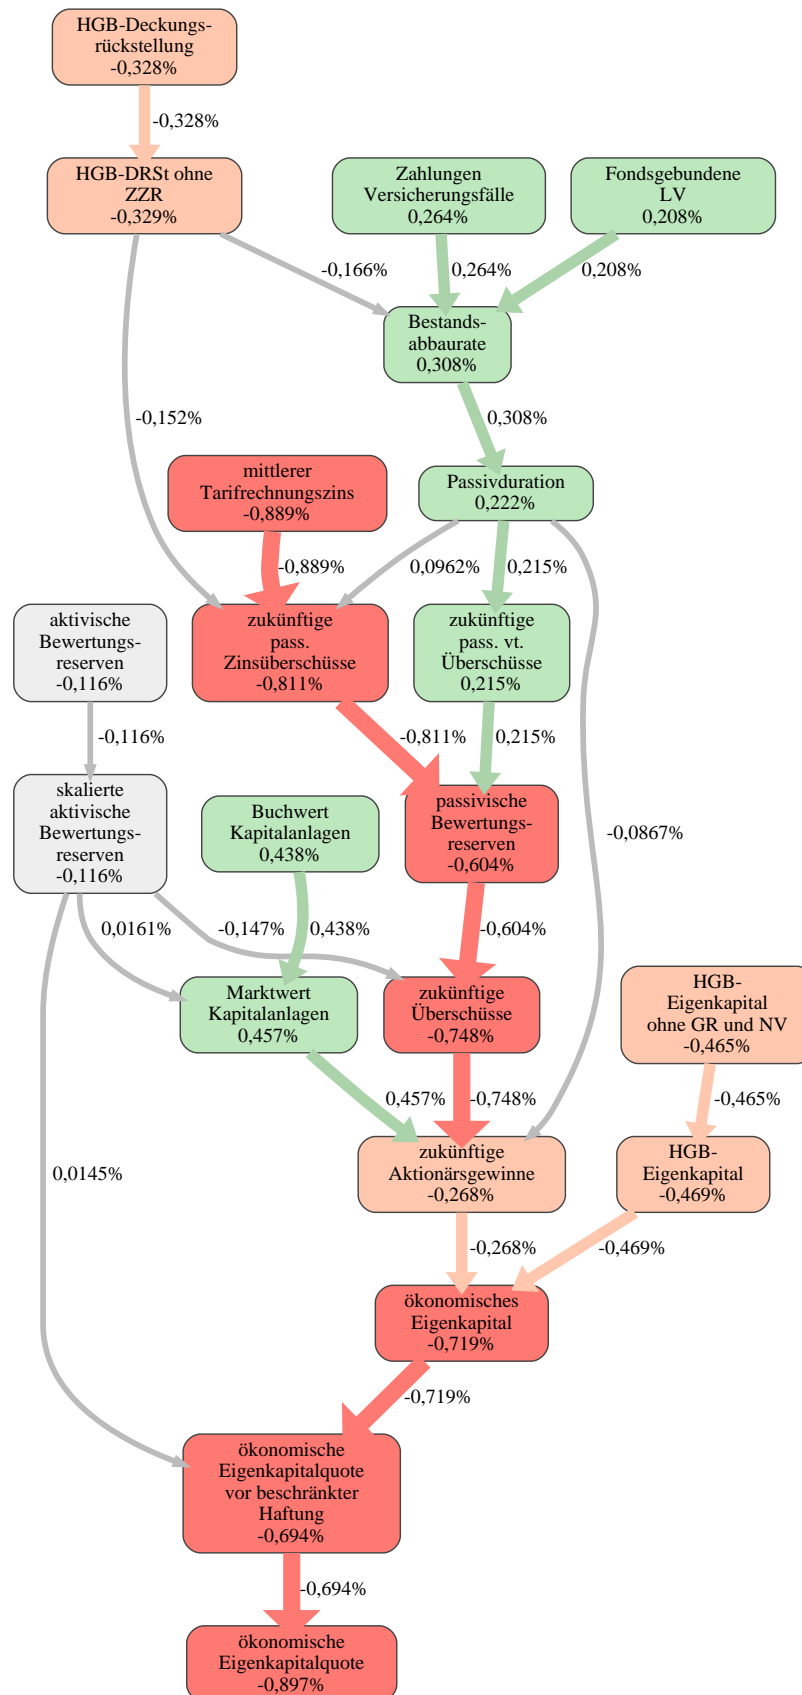 HGB-Deckungs-
rückstellung
-0,328%
-0,328%
HGB-DRSt ohne
ZZR
-0,329%
Zahlungen
Versicherungsfälle
0,264%
Fondsgebundene
LV
0,208%
-0,166%
0,264%
0,208%
Bestands-
abbaurate
0,308%
-0,152%
0,308%
mittlerer
Tarifrechnungszins
-0,889%
Passivduration
0,222%
-0,889%
0,0962%
0,215%
aktivische
Bewertungs-
reserven
-0,116%
zukünftige
pass.
Zinsüberschüsse
-0,811%
zukünftige
pass. vt.
Überschüsse
0,215%
-0,116%
-0,811%
0,215%
skalierte
aktivische
Bewertungs-
reserven
-0,116%
Buchwert
Kapitalanlagen
0,438%
passivische
Bewertungs-
reserven
-0,604%
-0,0867%
0,0161%
-0,147%
0,438%
-0,604%
Marktwert
Kapitalanlagen
0,457%
zukünftige
Überschüsse
-0,748%
HGB-
Eigenkapital
ohne GR und NV
-0,465%
0,457%
-0,748%
-0,465%
0,0145%
zukünftige
Aktionärsgewinne
-0,268%
HGB-
Eigenkapital
-0,469%
-0,268%
-0,469%
ökonomisches
Eigenkapital
-0,719%
-0,719%
ökonomische
Eigenkapitalquote
vor beschränkter
Haftung
-0,694%
-0,694%
ökonomische
Eigenkapitalquote
-0,897%